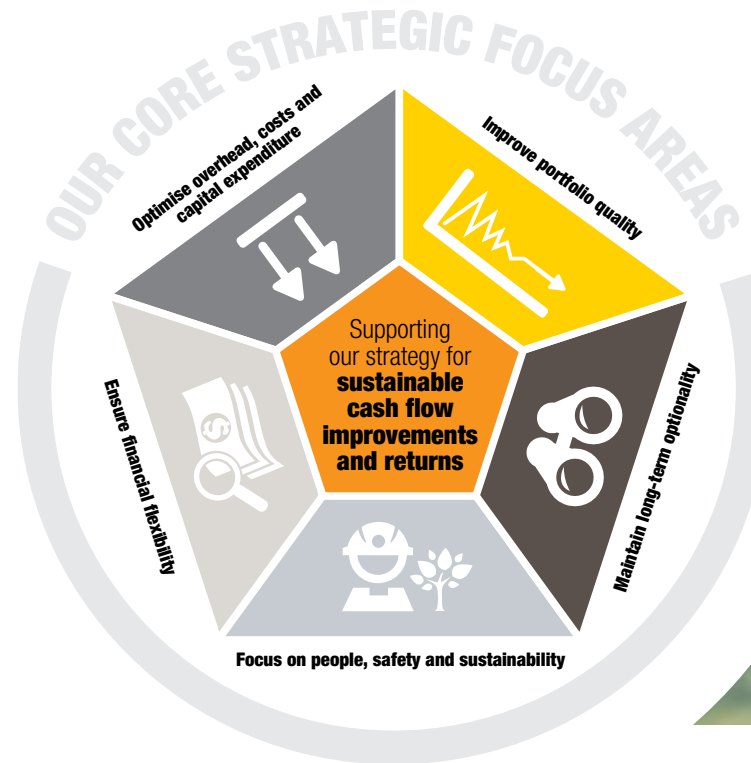 OUR CORE STRATEGIC FOCUS AREAS
Optimise overhead, costs and
capital expenditure
Improve portfolio quality
Supporting
our strategy for
sustainable
cash flow
improvements
and returns
Ensure financial flexibility
Maintain long-term optionality
Focus on people, safety and sustainability
$